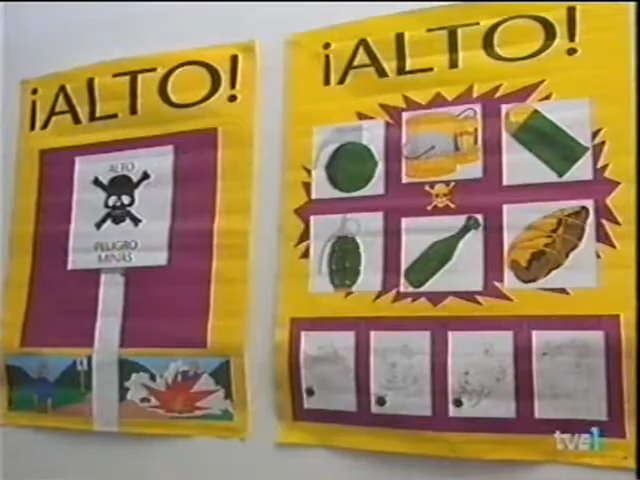 ¡ALTO!
ALTO
PELIGRO
MINAS
¡ALTO!
tve1